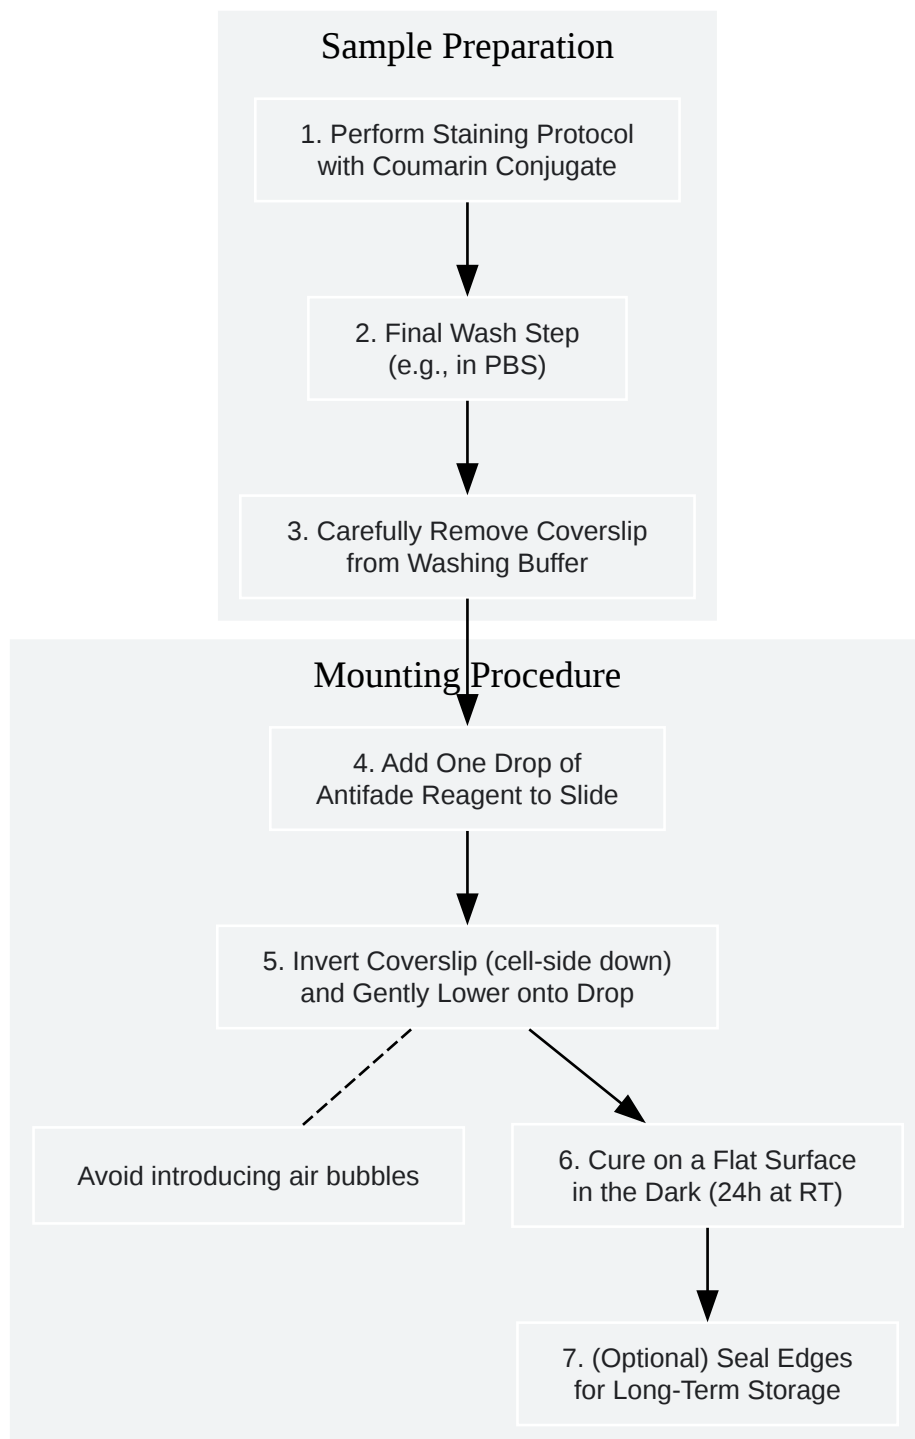 Sample Preparation
1. Perform Staining Protocol
with Coumarin Conjugate
2. Final Wash Step
(e.g., in PBS)
3. Carefully Remove Coverslip
from Washing Buffer
Mounting Procedure
4. Add One Drop of
Antifade Reagent to Slide
5. Invert Coverslip (cell-side down)
and Gently Lower onto Drop
Avoid introducing air bubbles
6. Cure on a Flat Surface
in the Dark (24h at RT)
7. (Optional) Seal Edges
for Long-Term Storage